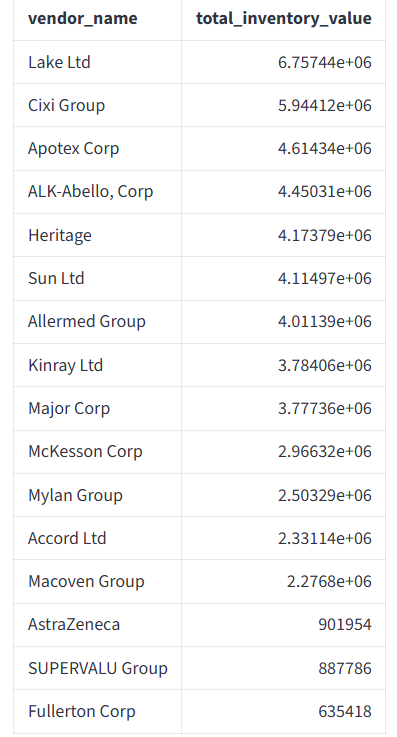 vendor_name total_inventory_value
Lake Ltd 6.75744e+06
Cixi Group 5.94412e+06
Apotex Corp 4.61434e+06
ALK-Abello, Corp 4.45031e+06
Heritage 4.17379e+06
Sun Ltd 4.11497e+06
Allermed Group 4.01139e+06
Kinray Ltd 3.78406e+06
Major Corp 3.77736e+06
McKesson Corp 2.96632e+06
Mylan Group 2.50329e+06
Accord Ltd 2.33114e+06
Macoven Group 2.2768e+06
AstraZeneca 901954
SUPERVALU Group 887786
Fullerton Corp 635418